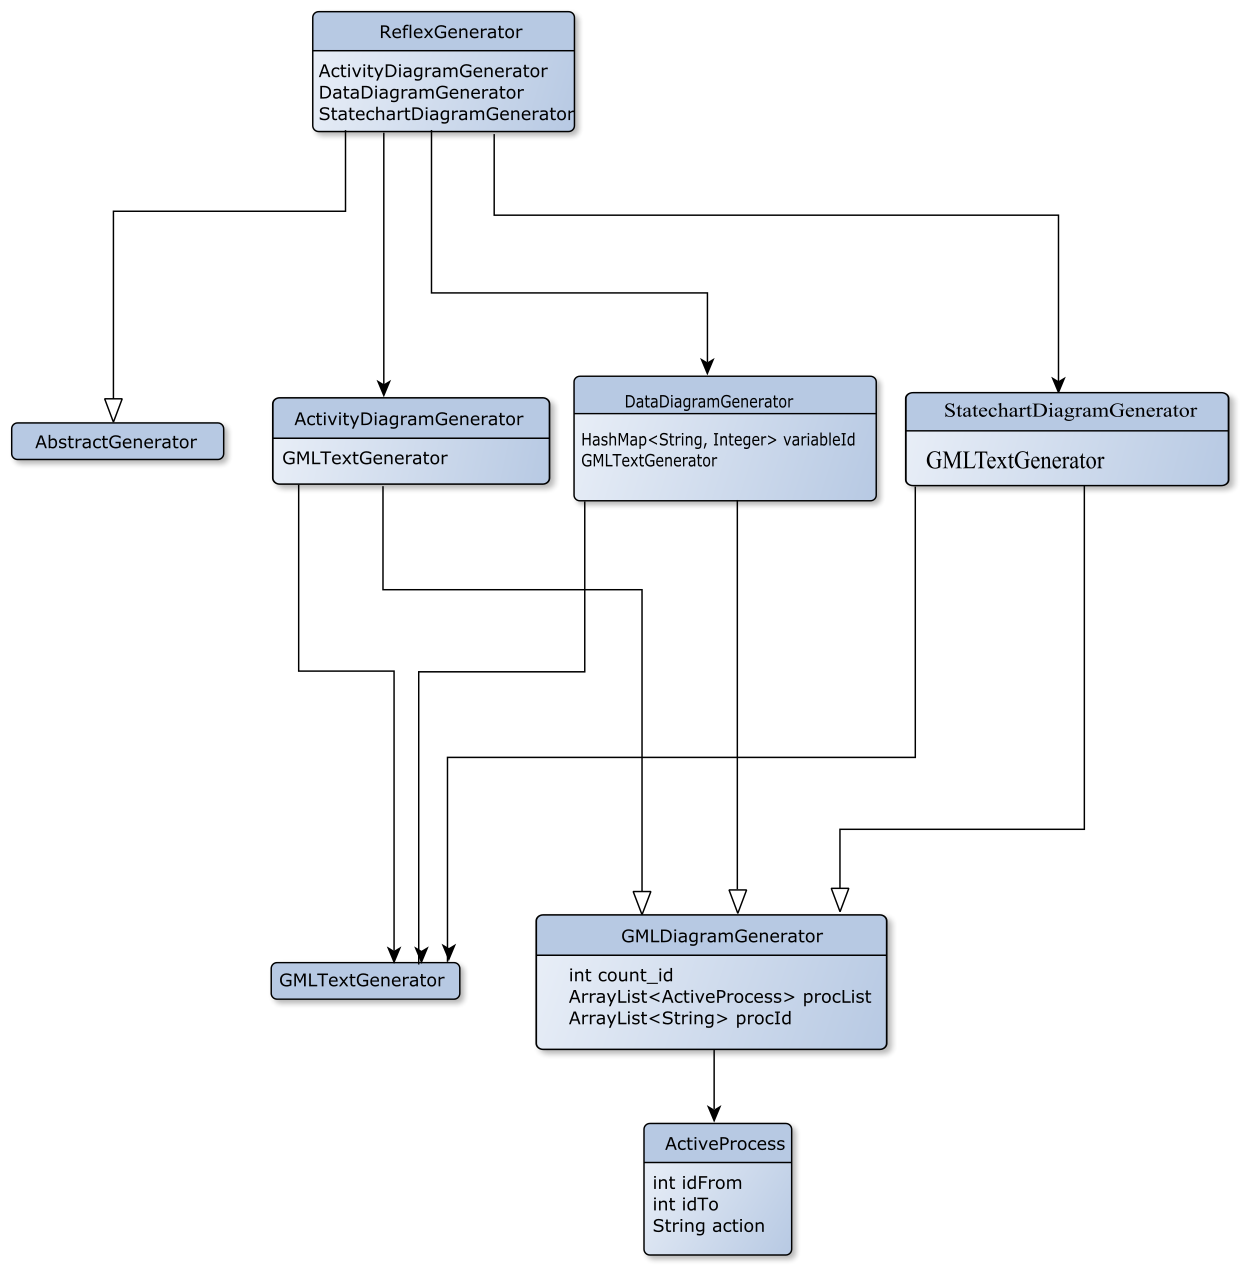 ReflexGenerator
ActivityDiagramGenerator
DataDiagramGenerator
StatechartDiagramGenerator
AbstractGenerator
ActivityDiagramGenerator
GMLTextGenerator
DataDiagramGenerator
HashMap<String, Integer> variableId
GMLTextGenerator
StatechartDiagramGenerator
GMLTextGenerator
GMLTextGenerator
GMLDiagramGenerator
int count_id
ArrayList<ActiveProcess> procList
ArrayList<String> procId
ActiveProcess
int idFrom
int idTo
String action